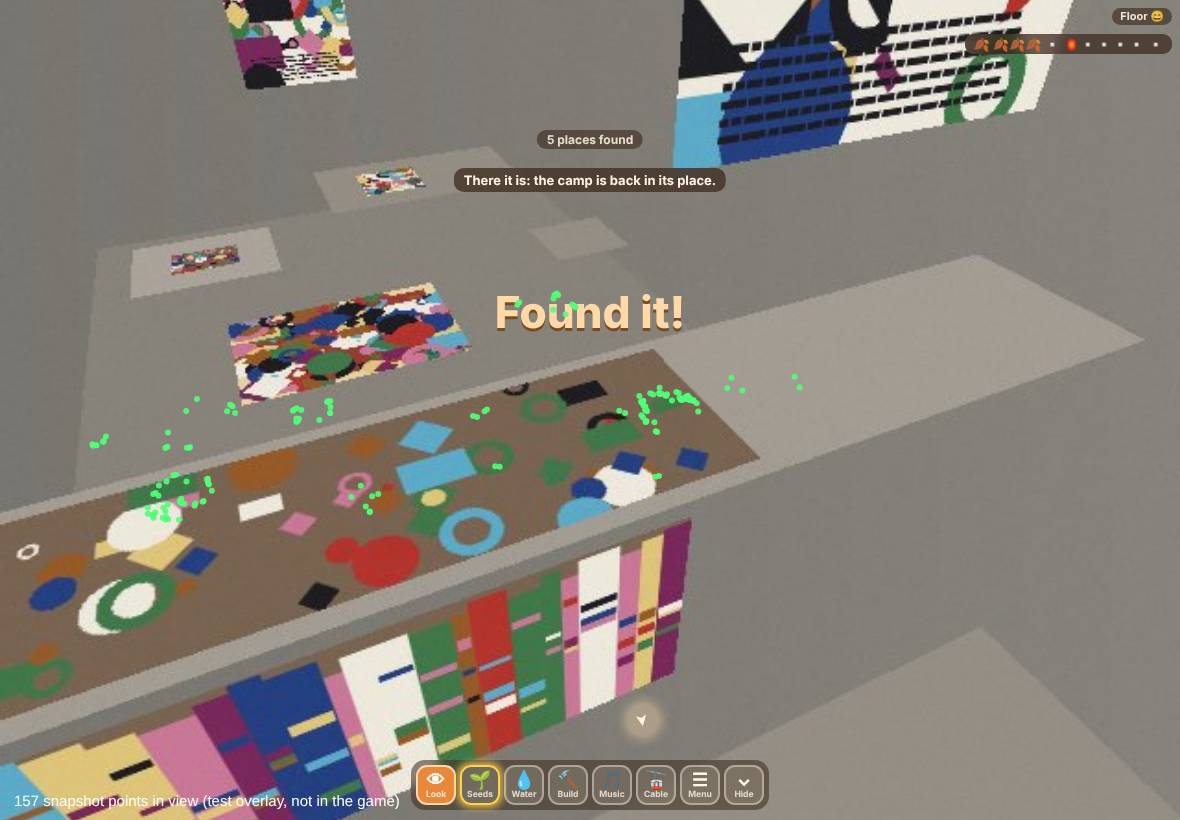 Floor
5 places found
There it is: the camp is back in its place.
Found it!
Look
Seeds
Water
Build
Music
Cable
Menu
Hide
157 snapshot points in view (test overlay, not in the game)